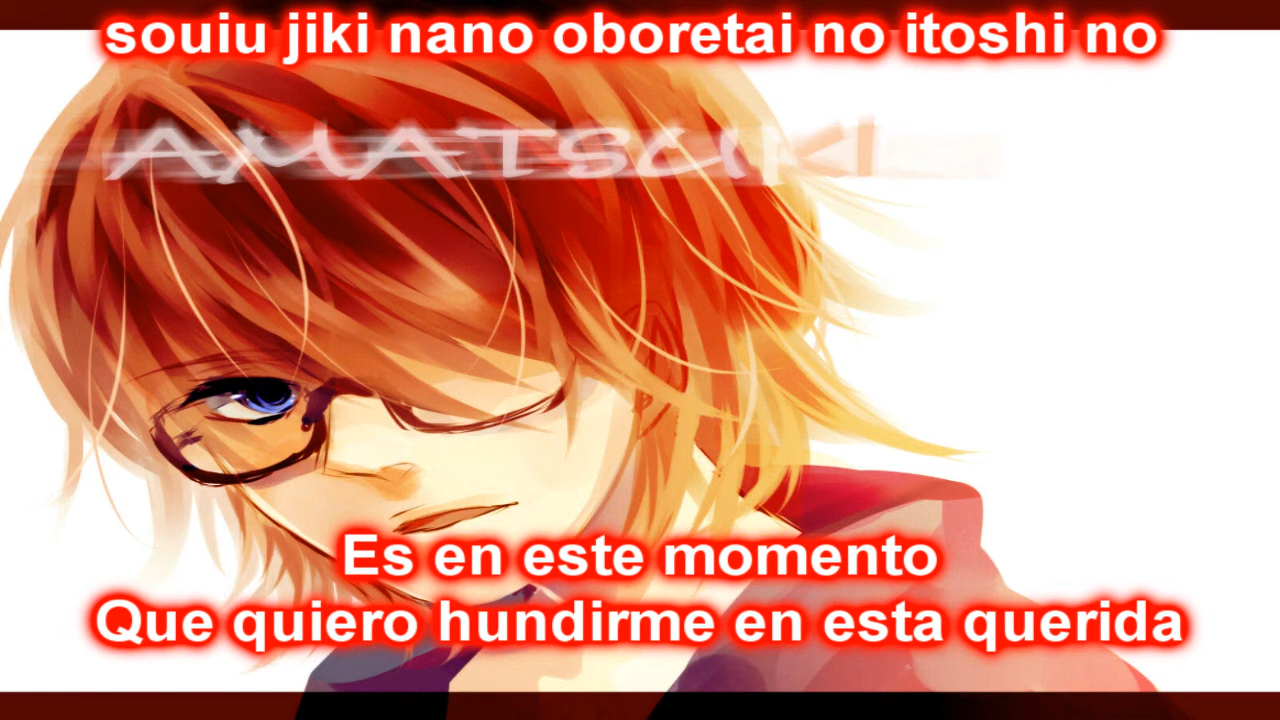 souiu jiki nano oboretai no itoshi no
AMATSUKI
Es en este momento
Que quiero hundirme en esta querida